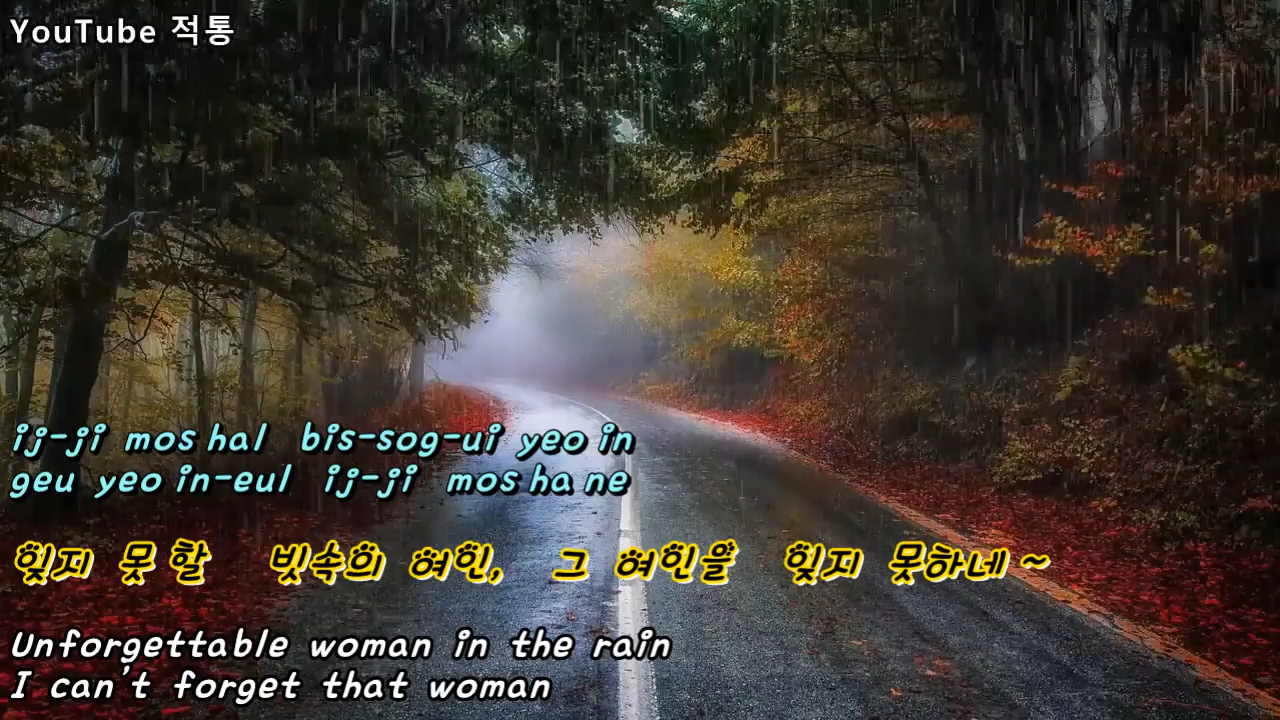 YouTube 적통
ij-ji mos hal bis-sog-ui yeo in
geu yeo in-eul ij-ji mos ha ne
잊지 못 할 빗속의 여인, 그 여인을 잊지 못하네 ~
Unforgettable woman in the rain
I can't forget that woman